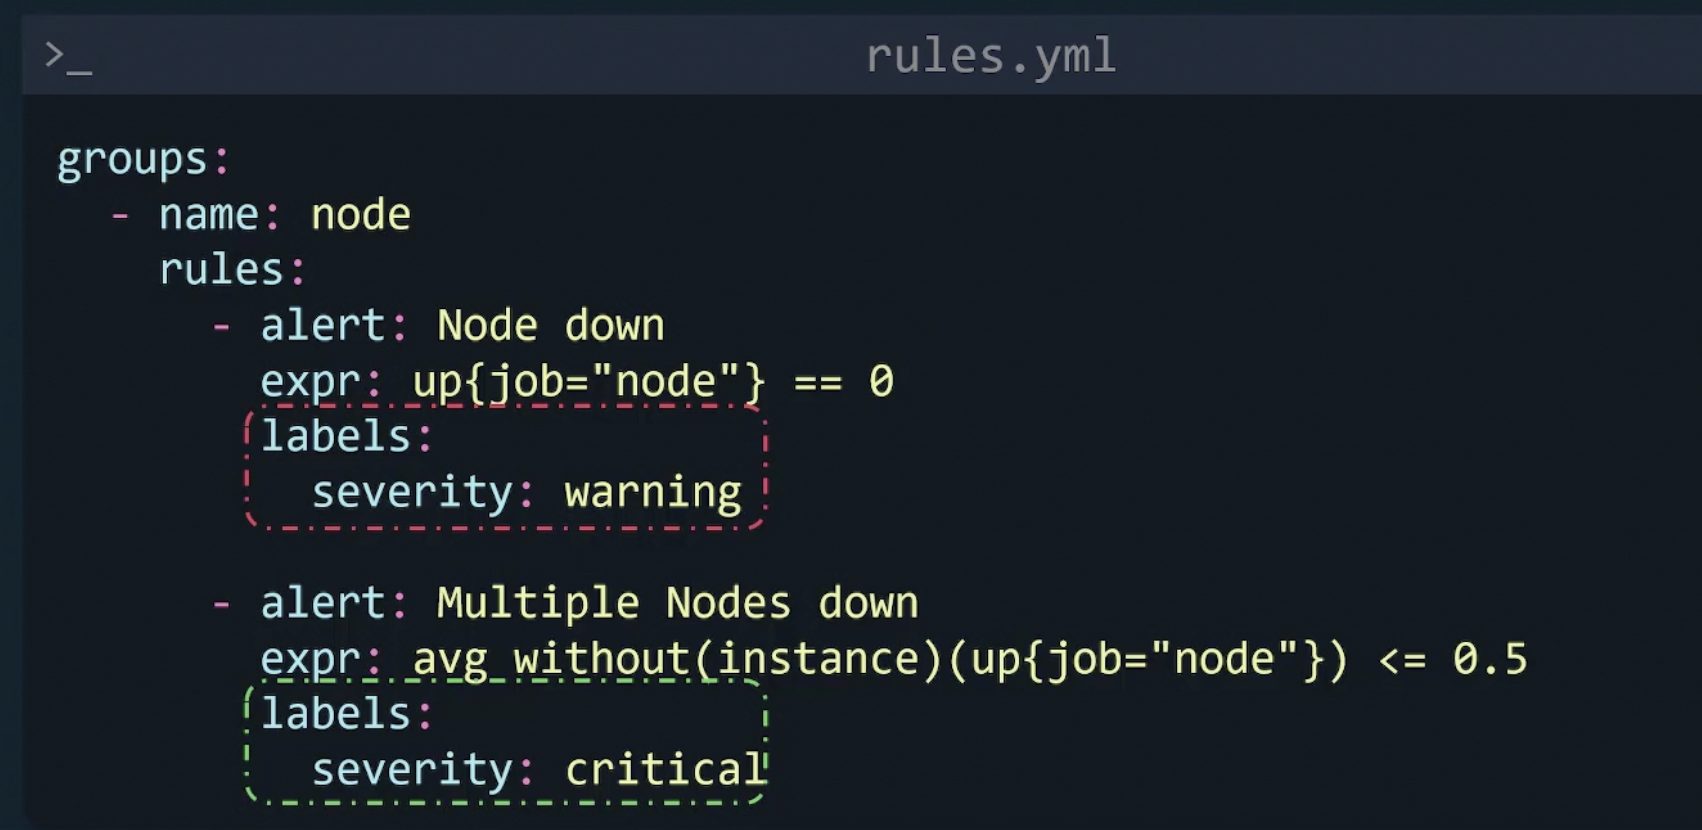 >_
rules.yml
groups:
  - name: node
    rules:
      - alert: Node down
        expr: up{job="node"} == 0
        labels:
          severity: warning
      - alert: Multiple Nodes down
        expr: avg without(instance)(up{job="node"}) <= 0.5
        labels:
          severity: critical